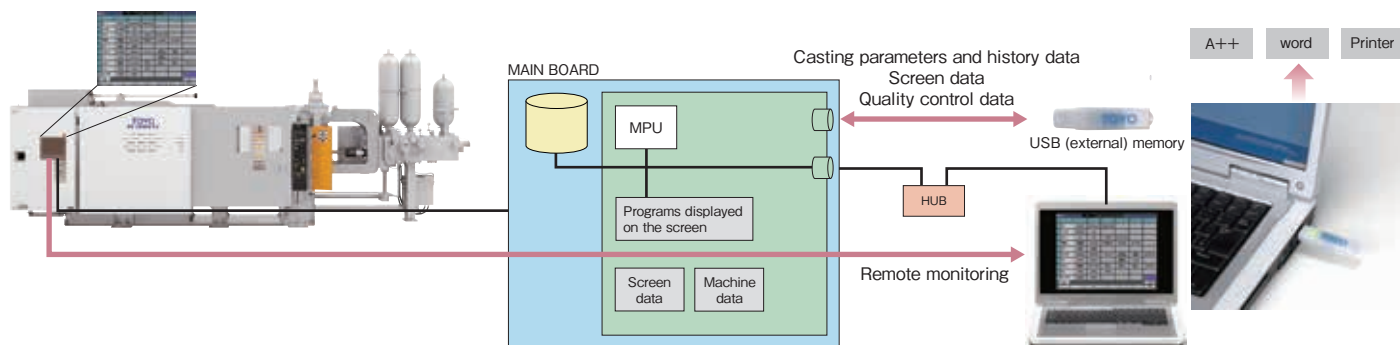 A++
word
Printer
MAIN BOARD
Casting parameters and history data
Screen data
Quality control data
MPU
USB (external) memory
HUB
Programs displayed
on the screen
Remote monitoring
Screen
data
Machine
data
TOYO